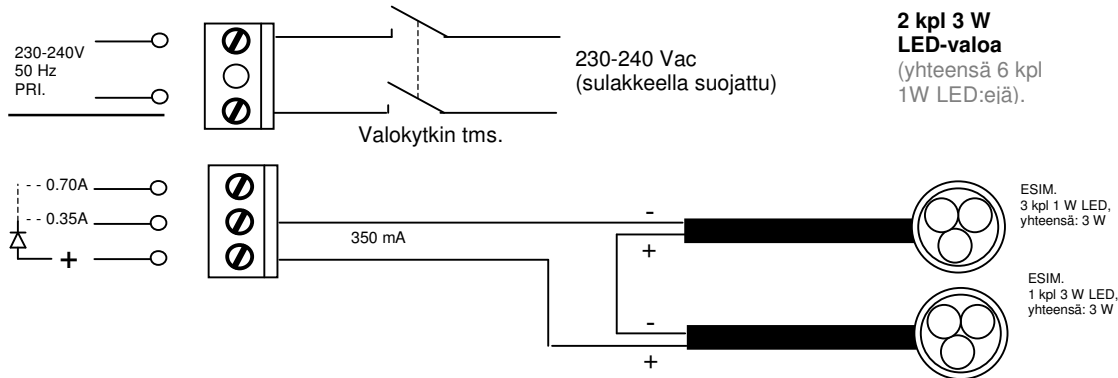 230-240V
50 Hz
PRI.
230-240 Vac
(sulakkeella suojattu)
Valokytkin tms.
2 kpl 3 W
LED-valoa
(yhteensä 6 kpl
1W LED:ejä).
- - 0.70A
- - 0.35A
+
350 mA
-
+
-
+
ESIM.
3 kpl 1 W LED,
yhteensä: 3 W
ESIM.
1 kpl 3 W LED,
yhteensä: 3 W